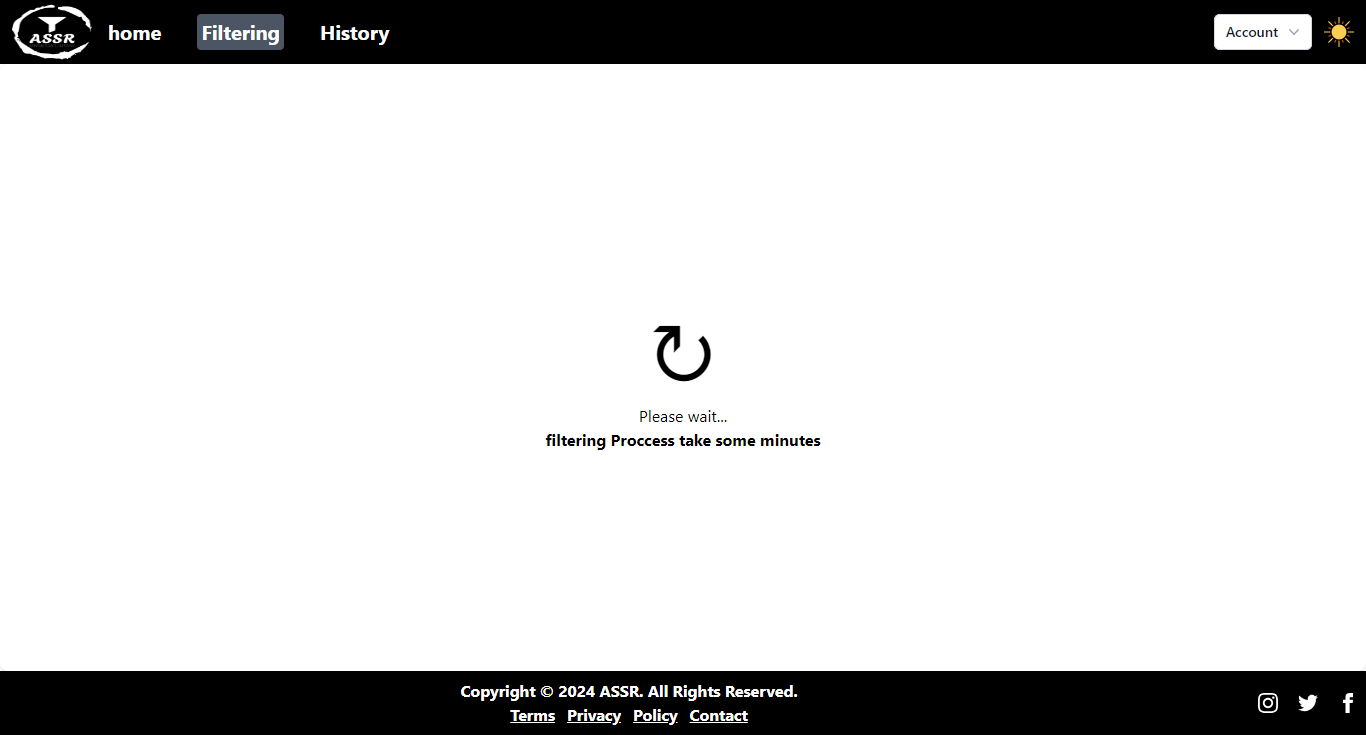 ASSR
home
Filtering
History
Account
Please wait...
filtering Proccess take some minutes
Copyright © 2024 ASSR. All Rights Reserved.
Terms Privacy Policy Contact